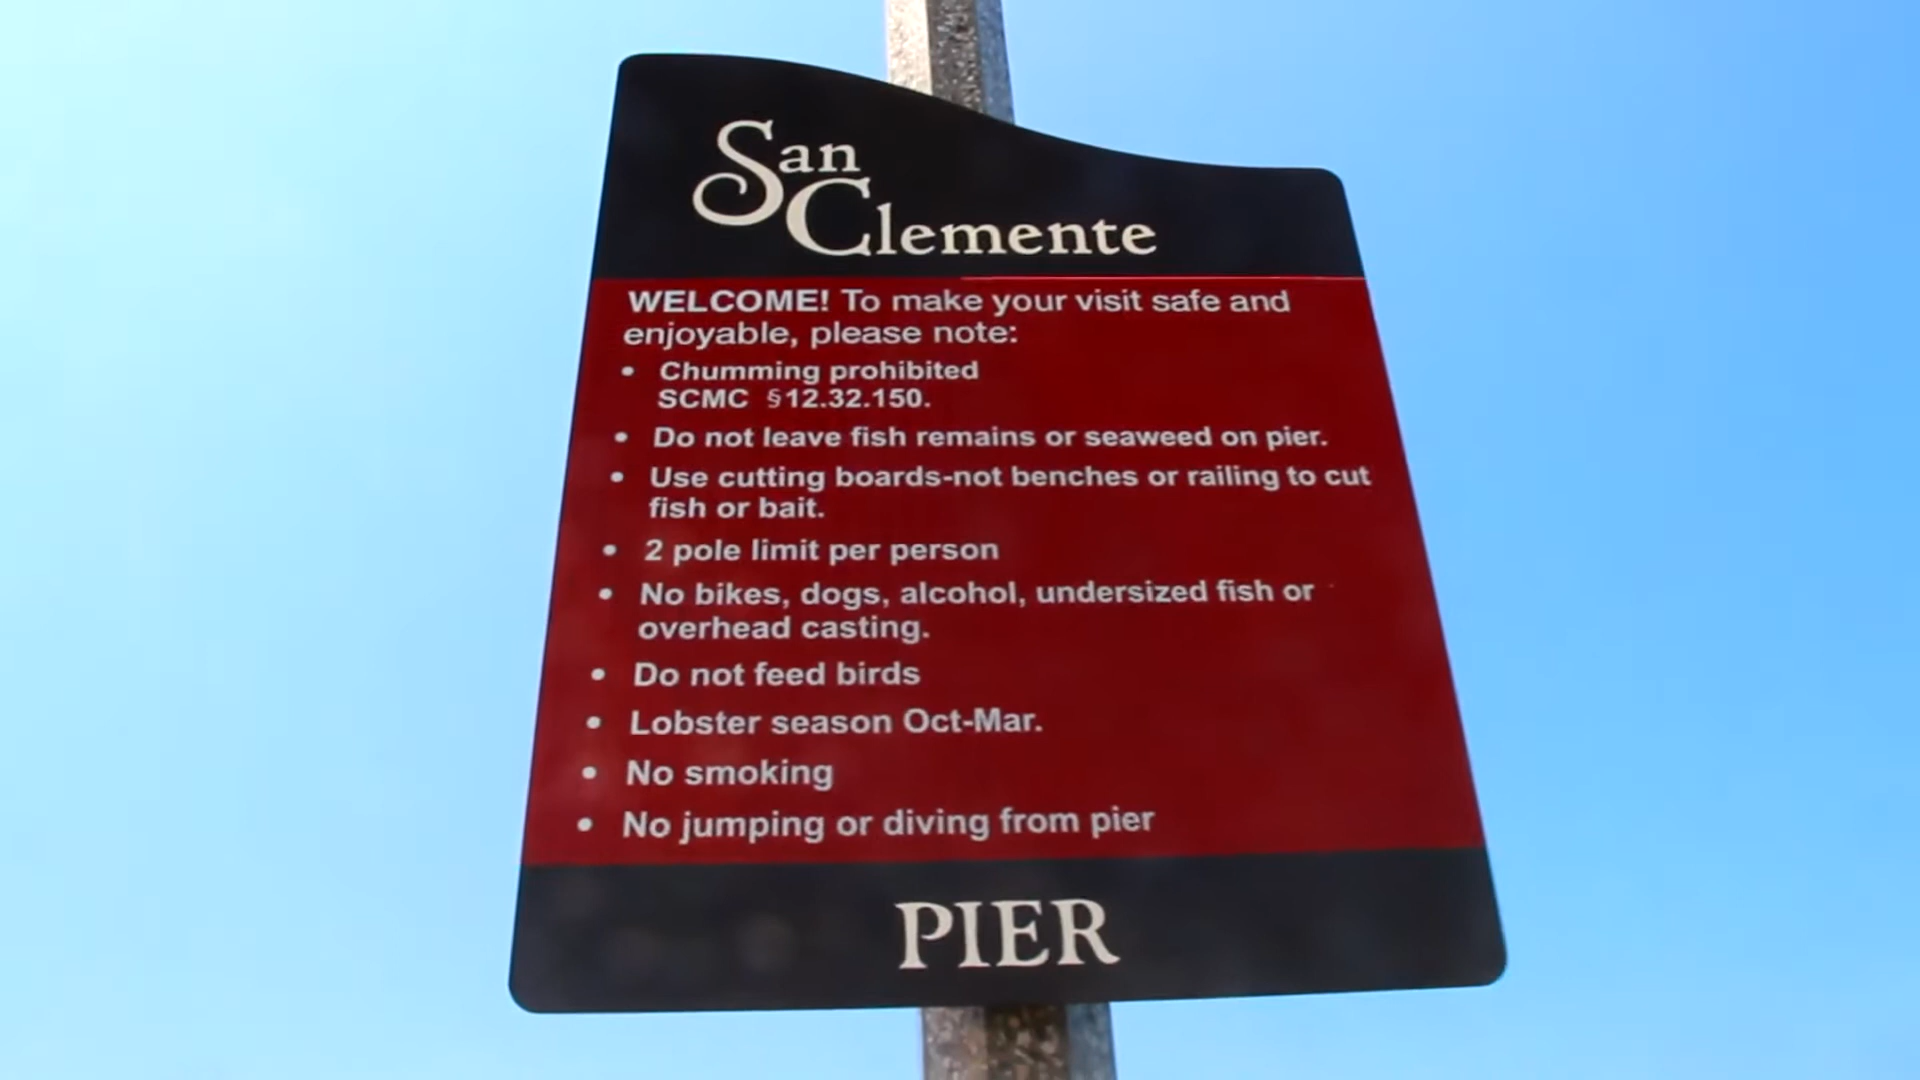 San
Clemente
WELCOME! To make your visit safe and
enjoyable, please note:
• Chumming prohibited
SCMC §12.32.150.
• Do not leave fish remains or seaweed on pier.
• Use cutting boards-not benches or railing to cut
fish or bait.
• 2 pole limit per person
• No bikes, dogs, alcohol, undersized fish or
overhead casting.
• Do not feed birds
• Lobster season Oct-Mar.
• No smoking
• No jumping or diving from pier
PIER